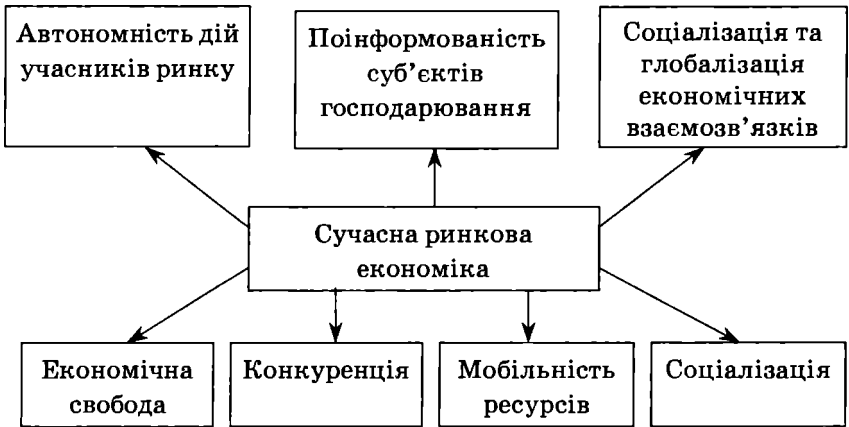 Автономність дій
учасників ринку
Поінформованість
суб'єктів
господарювання
Соціалізація та
глобалізація
економічних
взаємозв'язків
Сучасна ринкова
економіка
Економічна
свобода
Конкуренція
Мобільність
ресурсів
Соціалізація